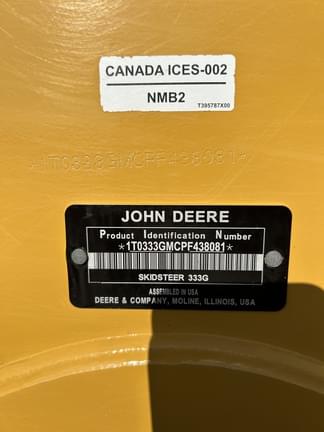 CANADA ICES-002
NMB2
T395787X00
*1T0333GMCPF438081*
JOHN DEERE
Product Identification Number
*1T0333GMCPF438081*
SKIDSTEER 333G
ASSEMBLED IN USA
DEERE & COMPANY, MOLINE, ILLINOIS, USA